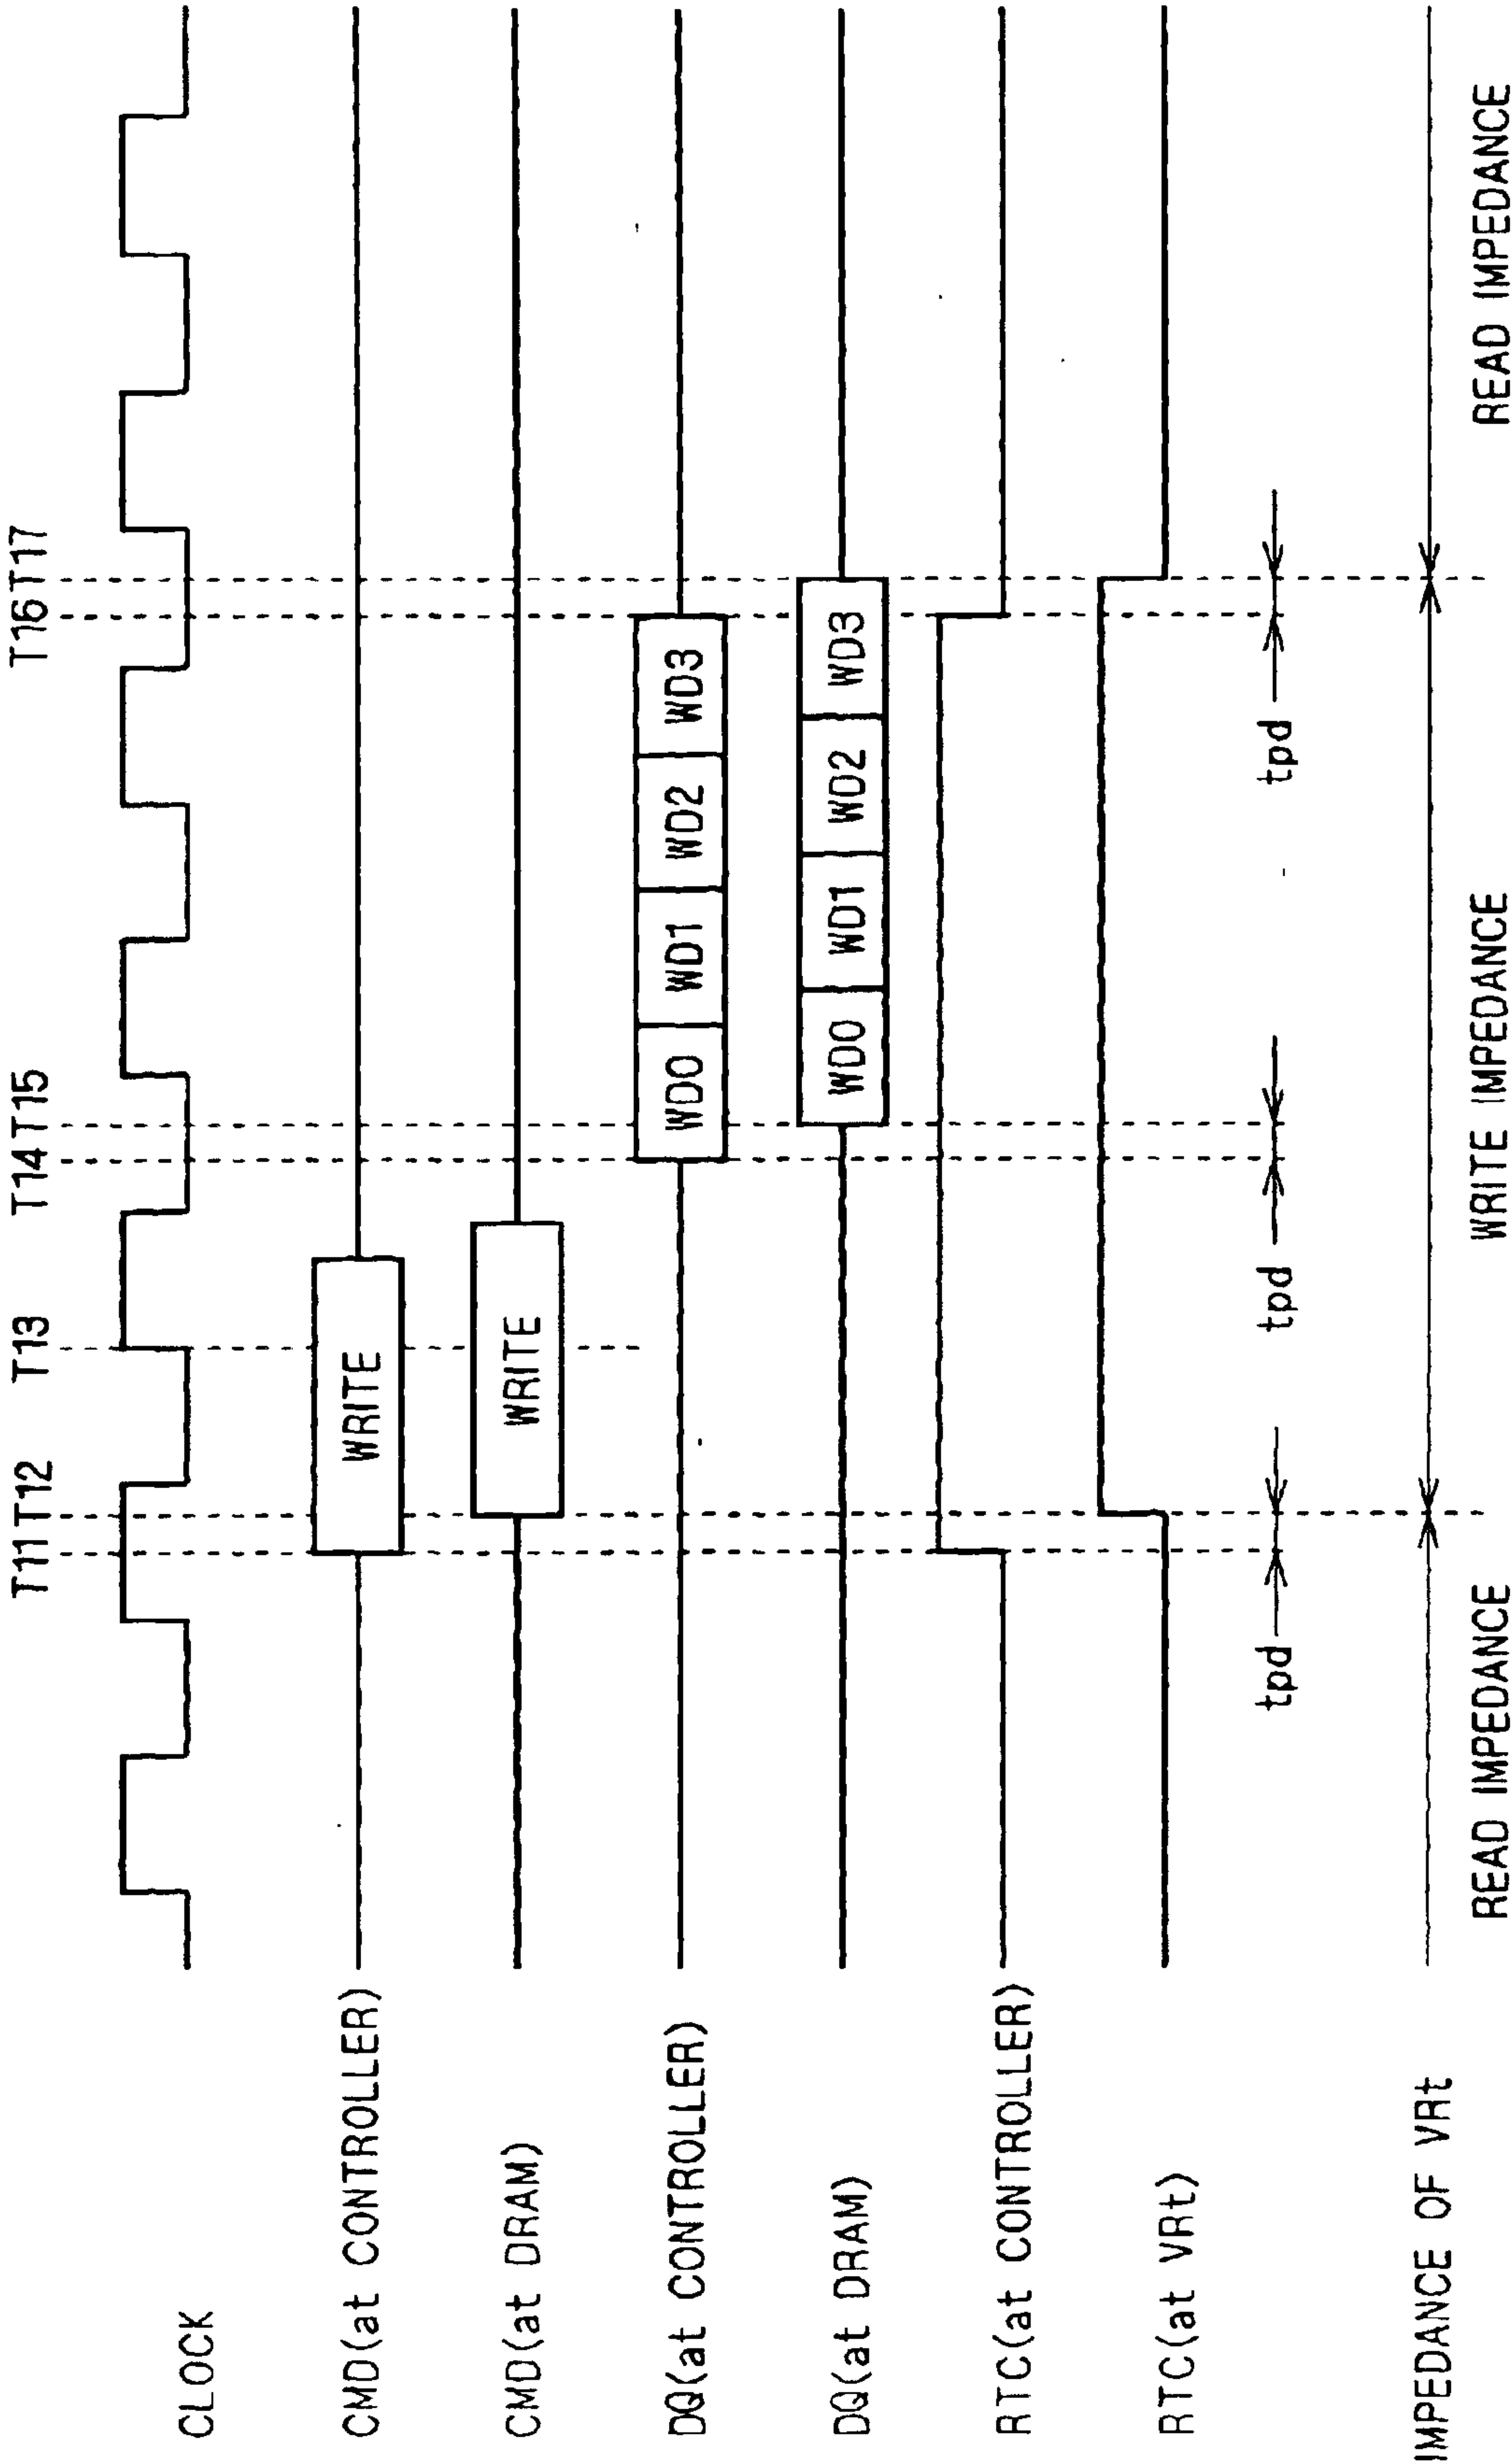 T11 T12 T13 T14 T15 T16 T17
CLOCK
CMD(at CONTROLLER) WRITE
CMD(at DRAM) WRITE
DQ(at CONTROLLER) WD0 WD1 WD2 WD3
DQ(at DRAM) WD0 WD1 WD2 WD3
RTC(at CONTROLLER)
RTC(at VRt)
tpd tpd tpd
IMPEDANCE OF VRt
READ IMPEDANCE WRITE IMPEDANCE READ IMPEDANCE